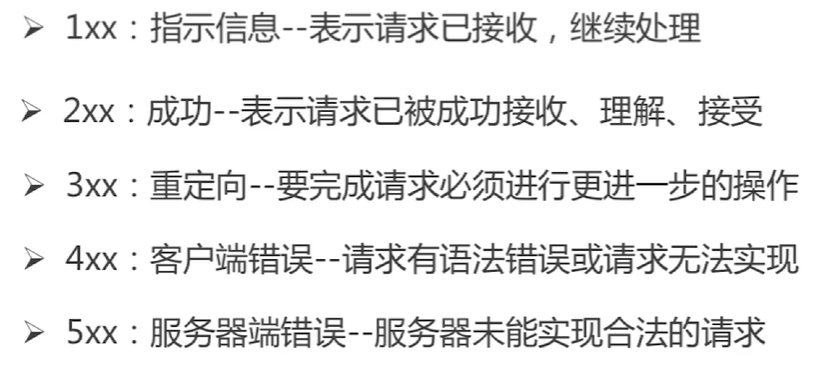 ➢ 1xx：指示信息--表示请求已接收，继续处理
➢ 2xx：成功--表示请求已被成功接收、理解、接受
➢ 3xx：重定向--要完成请求必须进行更进一步的操作
➢ 4xx：客户端错误--请求有语法错误或请求无法实现
➢ 5xx：服务器端错误--服务器未能实现合法的请求